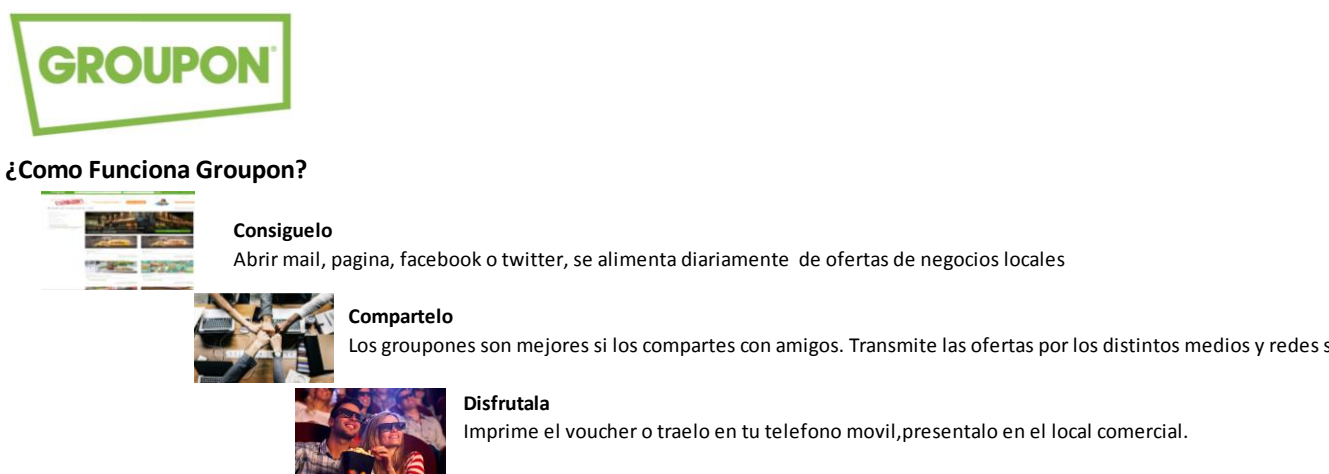 GROUPON
¿Como Funciona Groupon?
Consiguelo
Abrir mail, pagina, facebook o twitter, se alimenta diariamente de ofertas de negocios locales
Compartelo
Los groupones son mejores si los compartes con amigos. Transmite las ofertas por los distintos medios y redes s
Disfrutala
Imprime el voucher o traelo en tu telefono movil,presentalo en el local comercial.